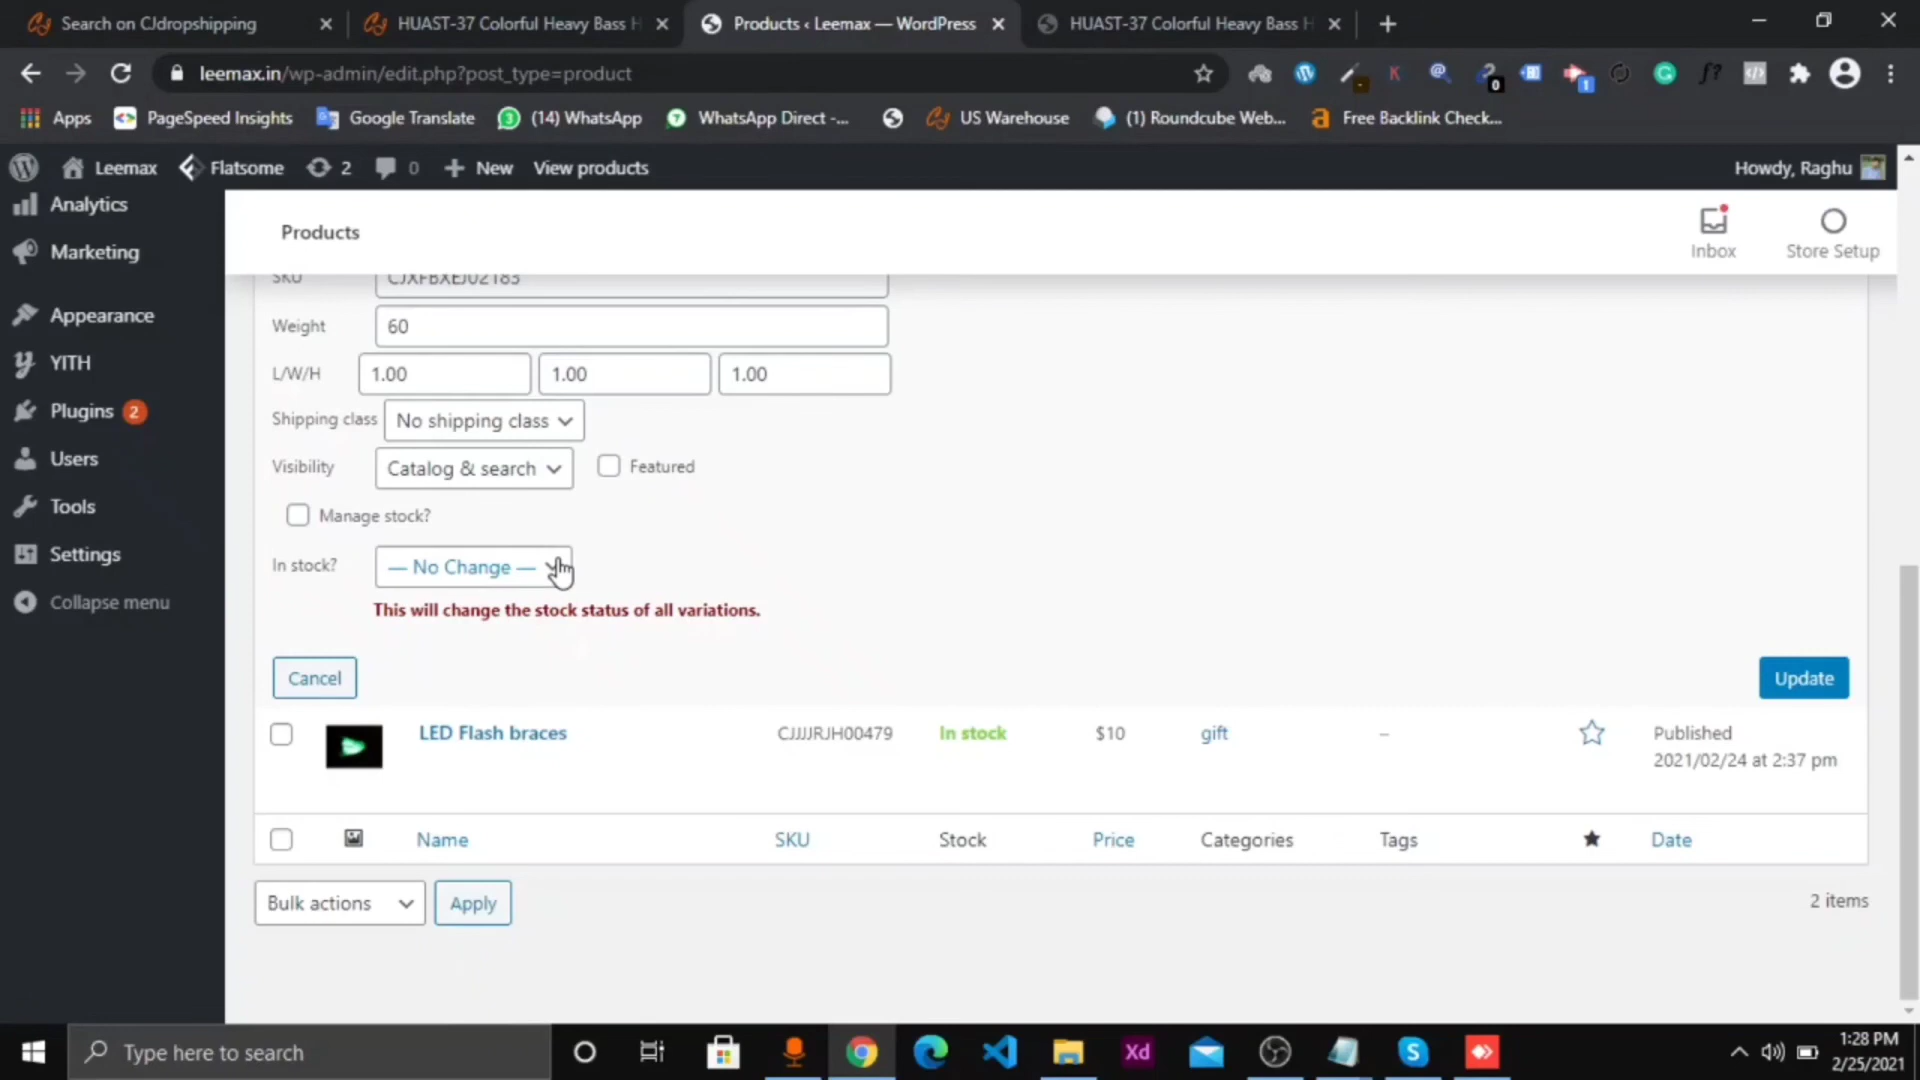 Search on CJdropshipping
HUAST-37 Colorful Heavy Bass H
Products ‹ Leemax — WordPress
HUAST-37 Colorful Heavy Bass H
leemax.in/wp-admin/edit.php?post_type=product
Apps
PageSpeed Insights
Google Translate
(14) WhatsApp
WhatsApp Direct -...
US Warehouse
(1) Roundcube Web...
Free Backlink Check...
Leemax
Flatsome
2
0
New
View products
Howdy, Raghu
Analytics
Marketing
Appearance
YITH
Plugins 2
Users
Tools
Settings
Collapse menu
Products
Inbox
Store Setup
SKU
CJXFBXEJ02183
Weight
60
L/W/H
1.00
1.00
1.00
Shipping class
No shipping class
Visibility
Catalog & search
Featured
Manage stock?
In stock?
— No Change —
This will change the stock status of all variations.
Cancel
Update
LED Flash braces
CJJJJRJH00479
In stock
$10
gift
–
Published
2021/02/24 at 2:37 pm
Name
SKU
Stock
Price
Categories
Tags
Date
Bulk actions
Apply
2 items
Type here to search
Xd
1:28 PM
2/25/2021